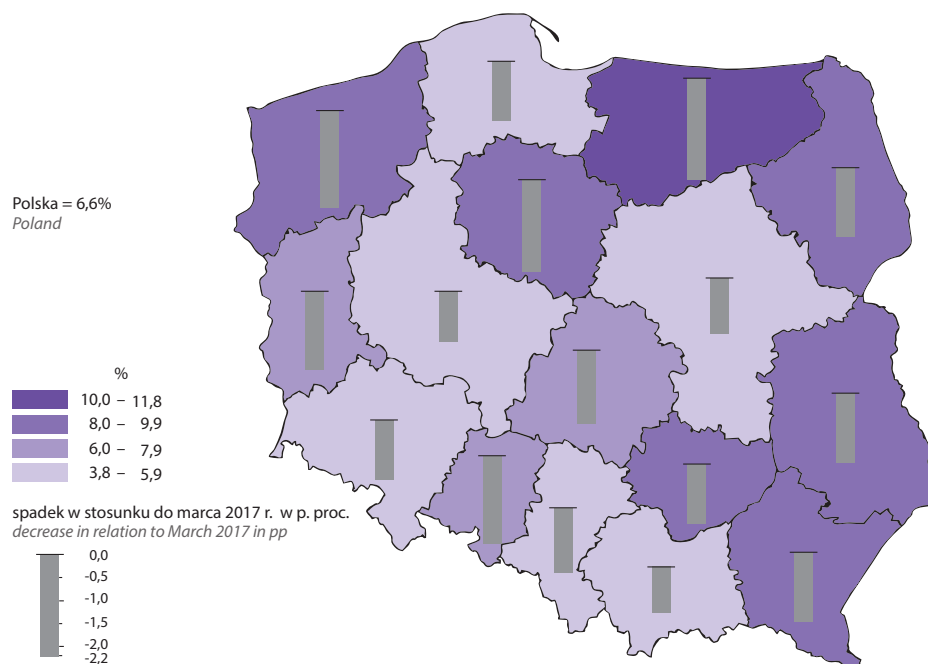 Polska = 6,6%
Poland
%
10,0 – 11,8
8,0 – 9,9
6,0 – 7,9
3,8 – 5,9
spadek w stosunku do marca 2017 r. w p. proc.
decrease in relation to March 2017 in pp
0,0
-0,5
-1,0
-1,5
-2,0
-2,2